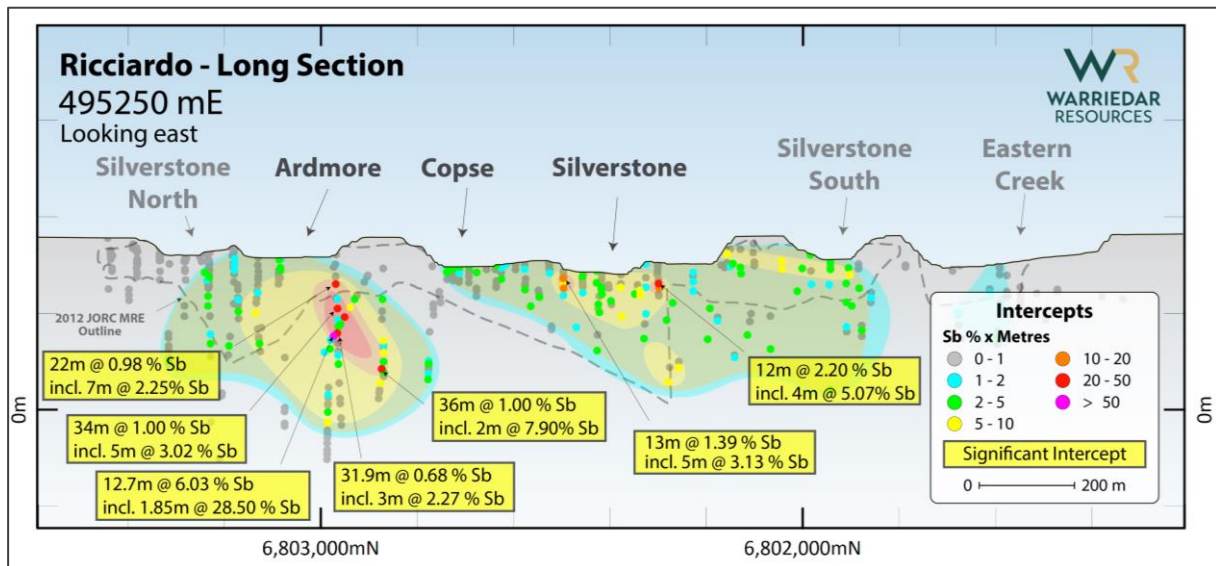 Ricciardo - Long Section
495250 mE
Looking east
WR
WARRIEDAR
RESOURCES
Silverstone
North
Ardmore
Copse
Silverstone
Silverstone
South
Eastern
Creek
2012 JORC MRE
Outline
22m @ 0.98 % Sb
incl. 7m @ 2.25% Sb
34m @ 1.00 % Sb
incl. 5m @ 3.02 % Sb
12.7m @ 6.03 % Sb
incl. 1.85m @ 28.50 % Sb
31.9m @ 0.68 % Sb
incl. 3m @ 2.27 % Sb
36m @ 1.00 % Sb
incl. 2m @ 7.90% Sb
13m @ 1.39 % Sb
incl. 5m @ 3.13 % Sb
12m @ 2.20 % Sb
incl. 4m @ 5.07% Sb
Intercepts
Sb % x Metres
0 - 1
1 - 2
2 - 5
5 - 10
10 - 20
20 - 50
> 50
Significant Intercept
0 200 m
0m
0m
6,803,000mN
6,802,000mN